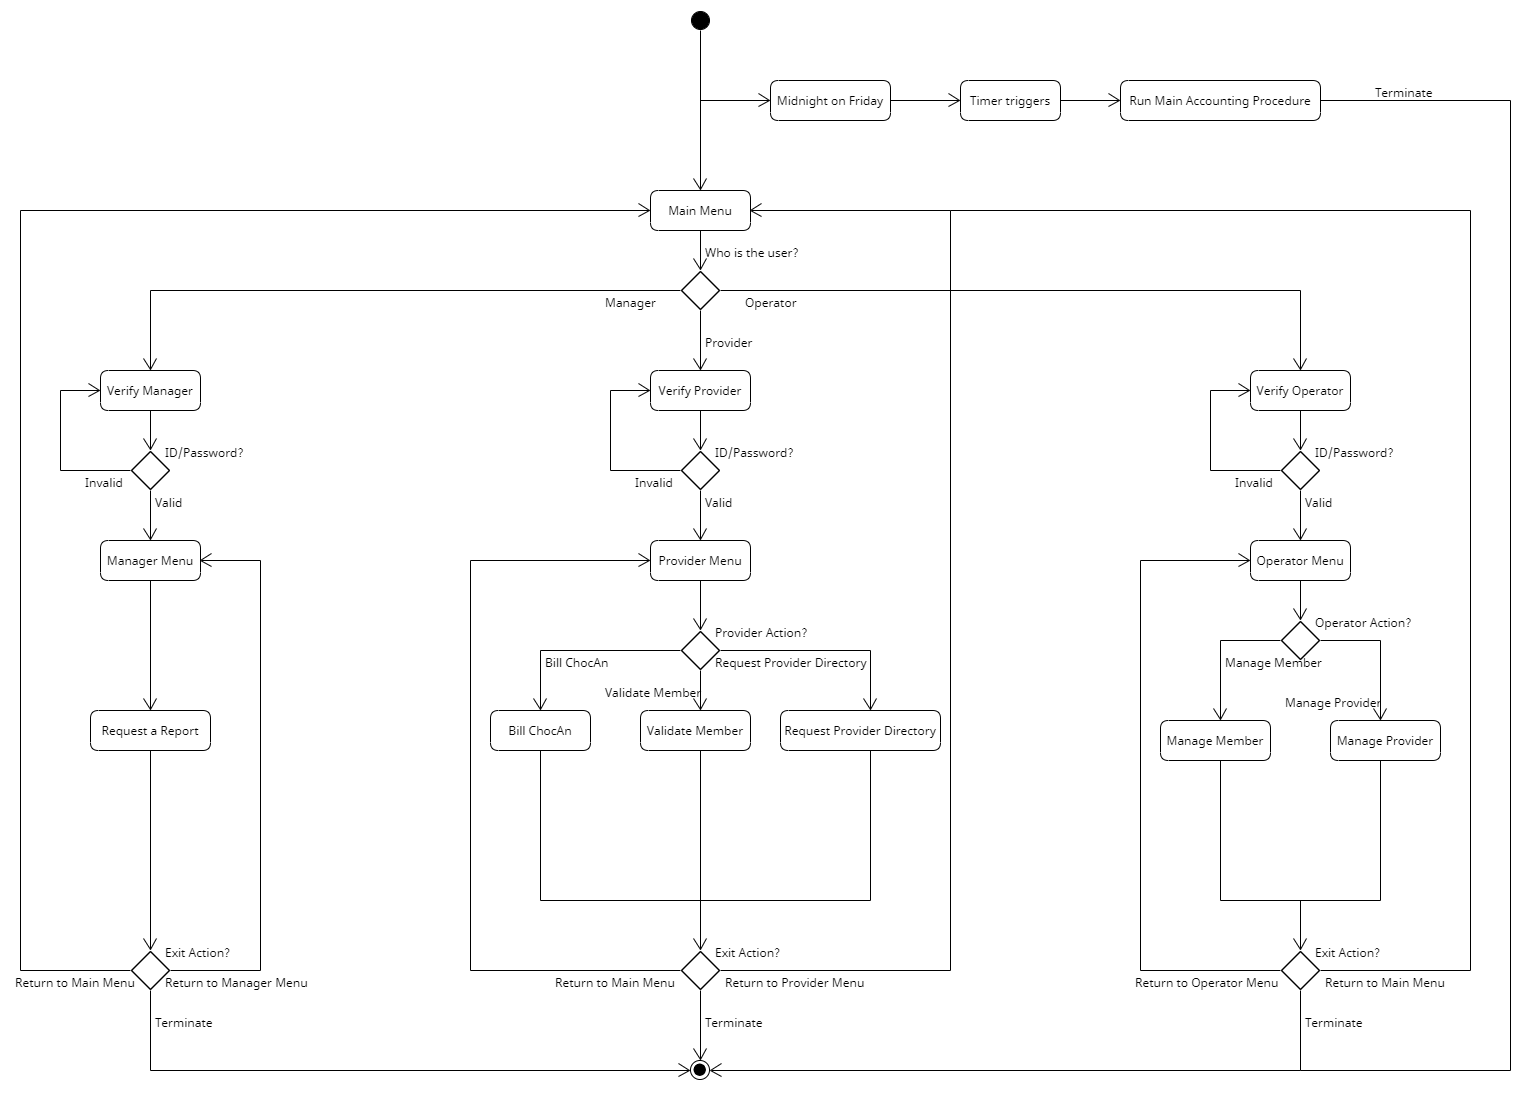 Midnight on Friday
Timer triggers
Run Main Accounting Procedure
Terminate
Main Menu
Who is the user?
Manager
Operator
Provider
Verify Manager
Verify Provider
Verify Operator
ID/Password?
ID/Password?
ID/Password?
Invalid
Invalid
Invalid
Valid
Valid
Valid
Manager Menu
Provider Menu
Operator Menu
Provider Action?
Operator Action?
Bill ChocAn
Request Provider Directory
Manage Member
Validate Member
Manage Provider
Request a Report
Bill ChocAn
Validate Member
Request Provider Directory
Manage Member
Manage Provider
Exit Action?
Exit Action?
Exit Action?
Return to Main Menu
Return to Manager Menu
Return to Main Menu
Return to Provider Menu
Return to Operator Menu
Return to Main Menu
Terminate
Terminate
Terminate